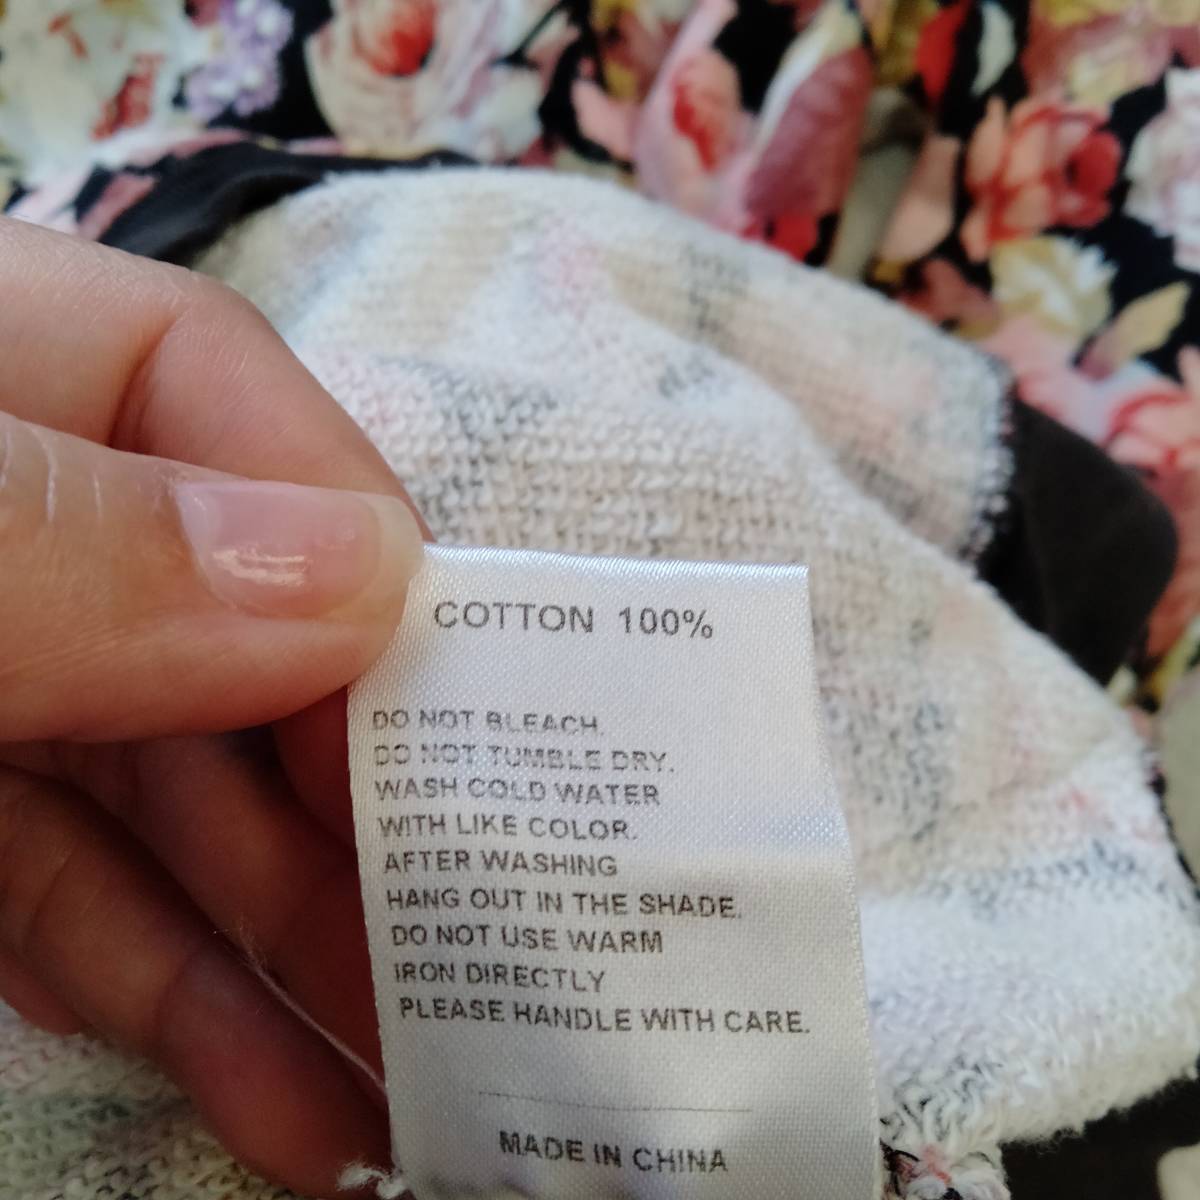 COTTON 100%
DO NOT BLEACH.
DO NOT TUMBLE DRY.
WASH COLD WATER
WITH LIKE COLOR.
AFTER WASHING
HANG OUT IN THE SHADE.
DO NOT USE WARM
IRON DIRECTLY
PLEASE HANDLE WITH CARE.
MADE IN CHINA